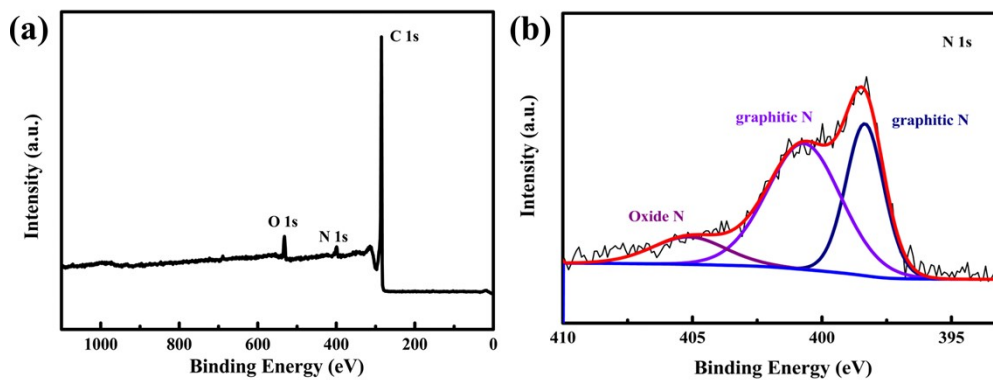 (a)
C 1s
O 1s
N 1s
Intensity (a.u.)
1000 800 600 400 200 0
Binding Energy (eV)
(b)
N 1s
graphitic N
graphitic N
Oxide N
Intensity (a.u.)
410 405 400 395
Binding Energy (eV)